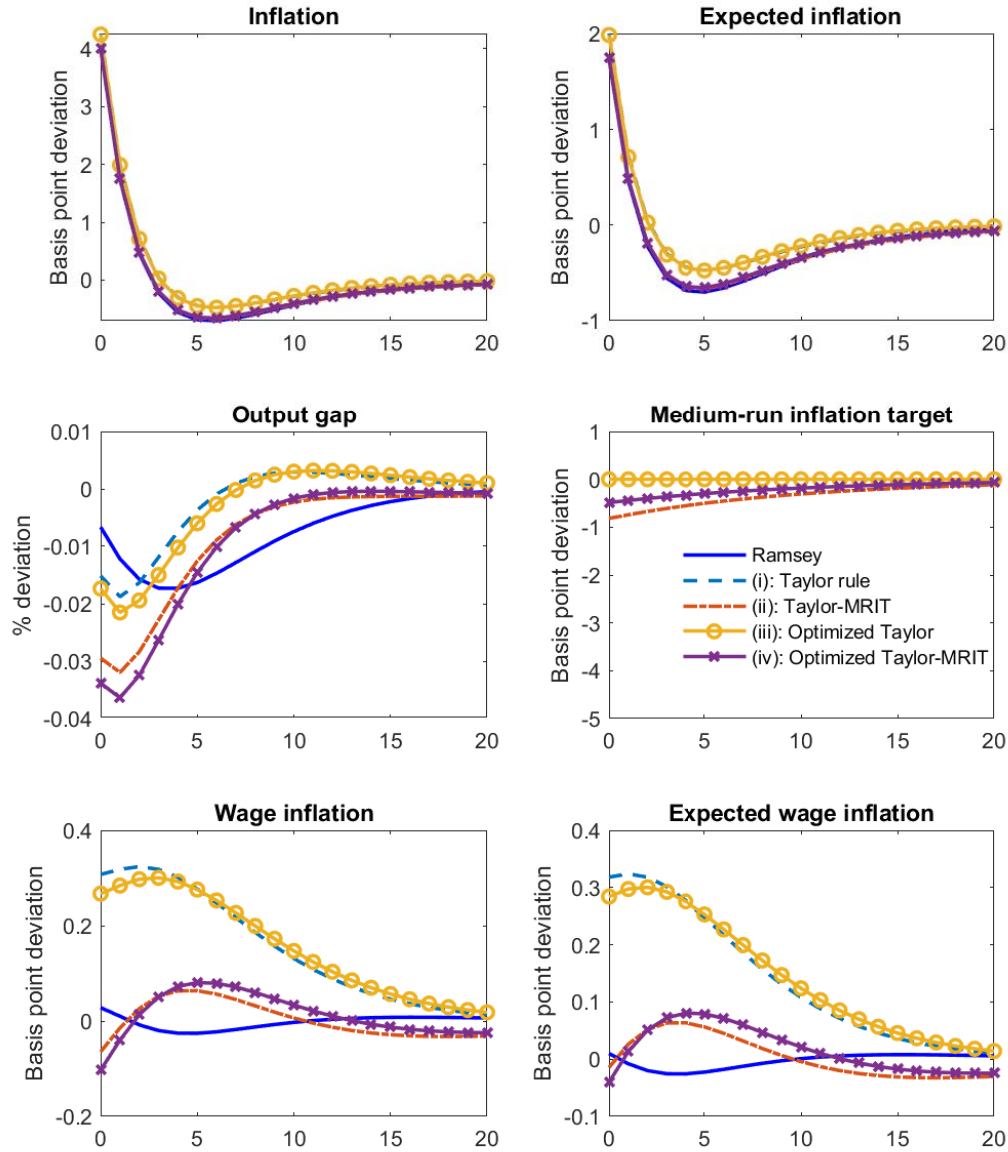 Inflation
Basis point deviation
4
3
2
1
0
0 5 10 15 20
Expected inflation
Basis point deviation
2
1
0
-1
0 5 10 15 20
Output gap
% deviation
0.01
0
-0.01
-0.02
-0.03
-0.04
0 5 10 15 20
Medium-run inflation target
Basis point deviation
1
0
-1
-2
-3
-4
-5
0 5 10 15 20
Ramsey
(i): Taylor rule
(ii): Taylor-MRIT
(iii): Optimized Taylor
(iv): Optimized Taylor-MRIT
Wage inflation
Basis point deviation
0.4
0.2
0
-0.2
0 5 10 15 20
Expected wage inflation
Basis point deviation
0.4
0.3
0.2
0.1
0
-0.1
0 5 10 15 20